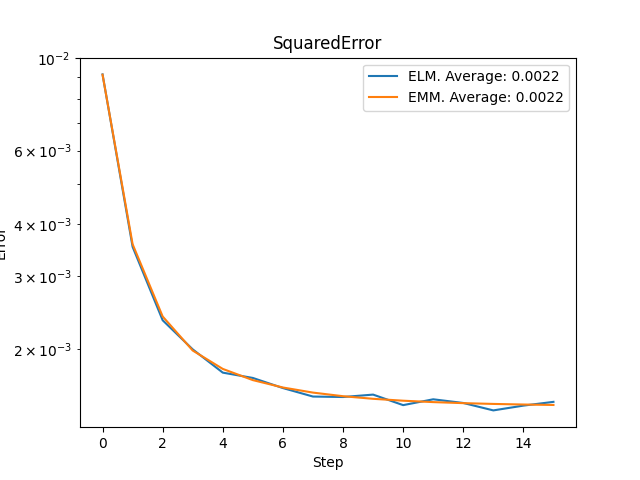 SquaredError
10⁻²
6 × 10⁻³
4 × 10⁻³
3 × 10⁻³
2 × 10⁻³
ELM. Average: 0.0022
EMM. Average: 0.0022
0 2 4 6 8 10 12 14
Step